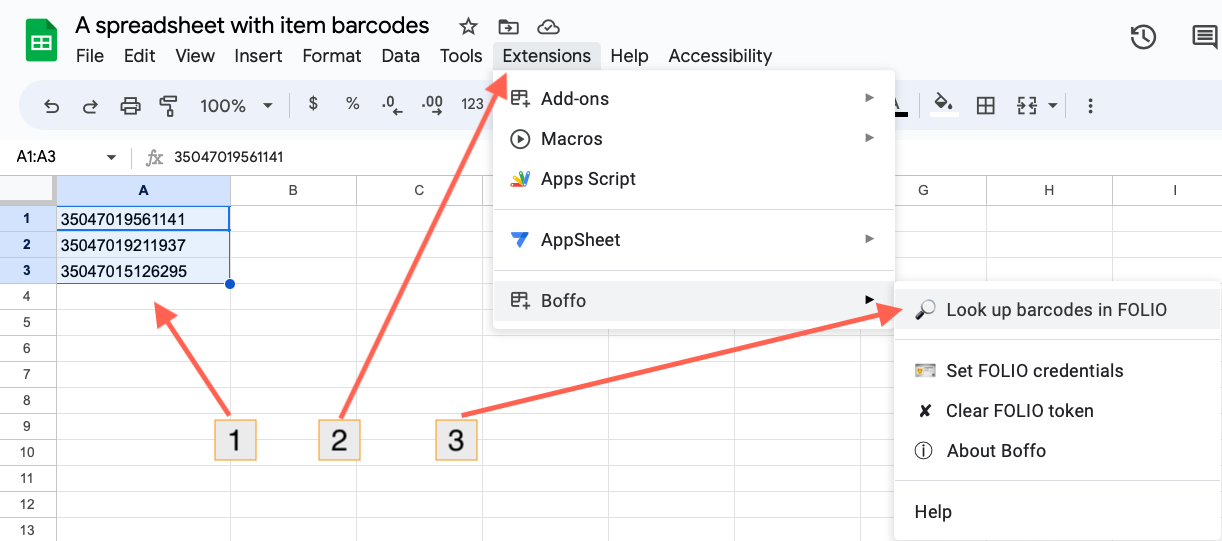 A spreadsheet with item barcodes
File Edit View Insert Format Data Tools Extensions Help Accessibility
100% $ % .0 .00 123 A
A1:A3 fx 35047019561141
A B C G H I
1 35047019561141
2 35047019211937
3 35047015126295
4
5
6
7
8
9
10
11
12
13
Add-ons
Macros
Apps Script
AppSheet
Boffo
Look up barcodes in FOLIO
Set FOLIO credentials
Clear FOLIO token
About Boffo
Help
1 2 3